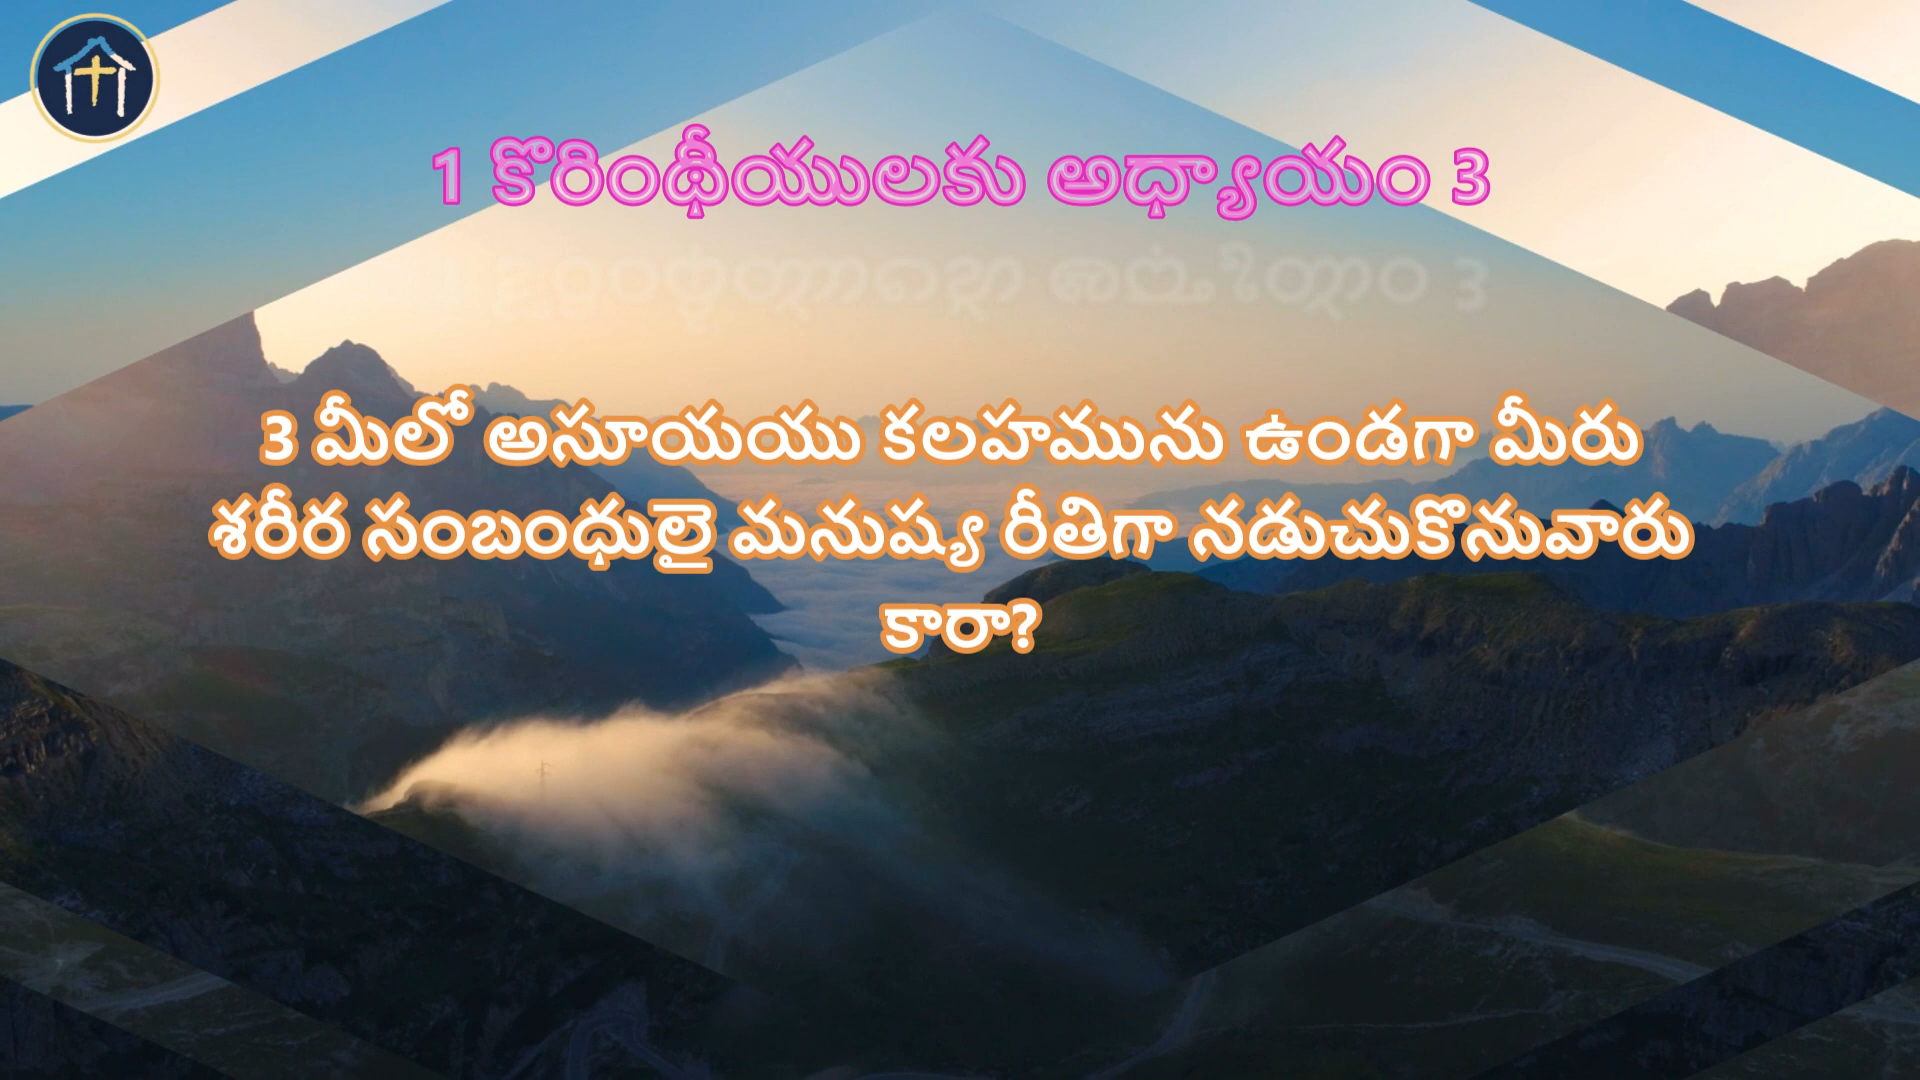 1 కొరింథీయులకు అధ్యాయం 3
3 మీలో అసూయయు కలహమును ఉండగా మీరు
శరీర సంబంధులై మనుష్య రీతిగా నడుచుకొనువారు
కారా?